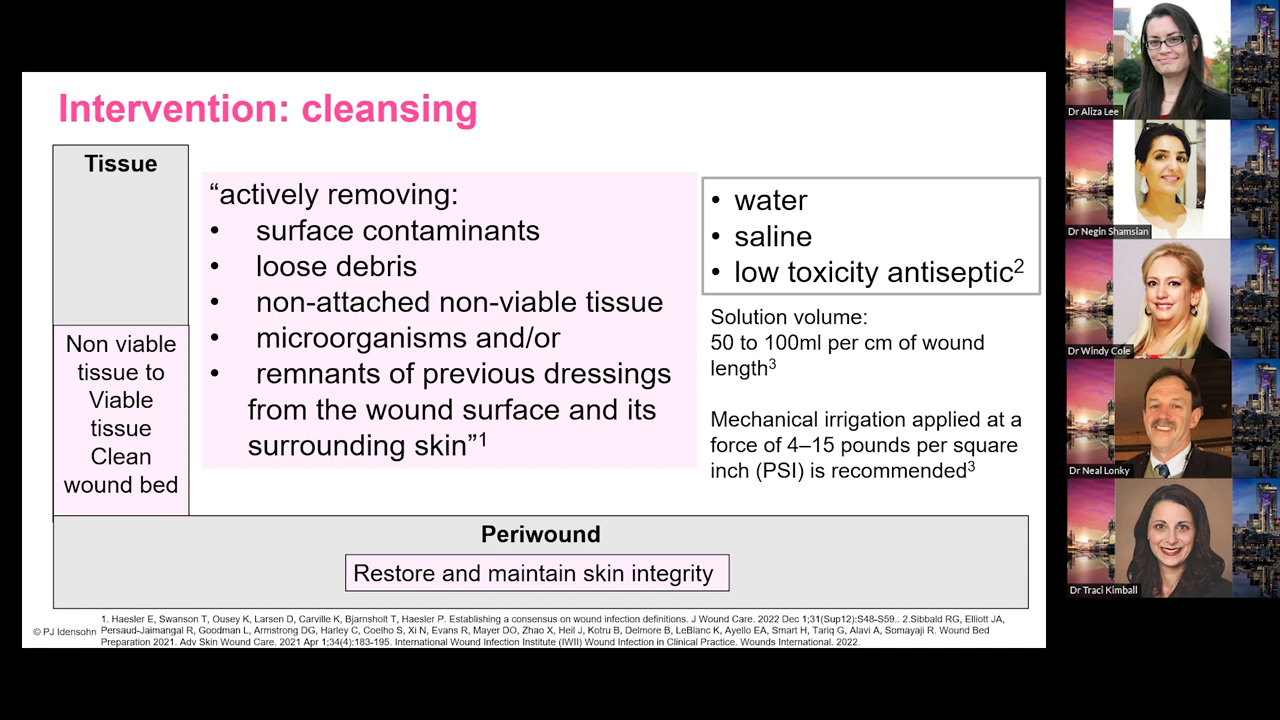 Intervention: cleansing
Tissue
Non viable
tissue to
Viable
tissue
Clean
wound bed
“actively removing:
• surface contaminants
• loose debris
• non-attached non-viable tissue
• microorganisms and/or
• remnants of previous dressings
from the wound surface and its
surrounding skin”1
• water
• saline
• low toxicity antiseptic2
Solution volume:
50 to 100ml per cm of wound
length3
Mechanical irrigation applied at a
force of 4–15 pounds per square
inch (PSI) is recommended3
Periwound
Restore and maintain skin integrity
© PJ Idensohn
1. Haesler E, Swanson T, Ousey K, Larsen D, Carville K, Bjarnsholt T, Haesler P. Establishing a consensus on wound infection definitions. J Wound Care. 2022 Dec 1;31(Sup12):S48-S59.. 2.Sibbald RG, Elliott JA,
Persaud-Jaimangal R, Goodman L, Armstrong DG, Harley C, Coelho S, Xi N, Evans R, Mayer DO, Zhao X, Heil J, Kotru B, Delmore B, LeBlanc K, Ayello EA, Smart H, Tariq G, Alavi A, Somayaji R. Wound Bed
Preparation 2021. Adv Skin Wound Care. 2021 Apr 1;34(4):183-195. International Wound Infection Institute (IWII) Wound Infection in Clinical Practice. Wounds International. 2022.
Dr Aliza Lee
Dr Negin Shamsian
Dr Windy Cole
Dr Neal Lonky
Dr Traci Kimball